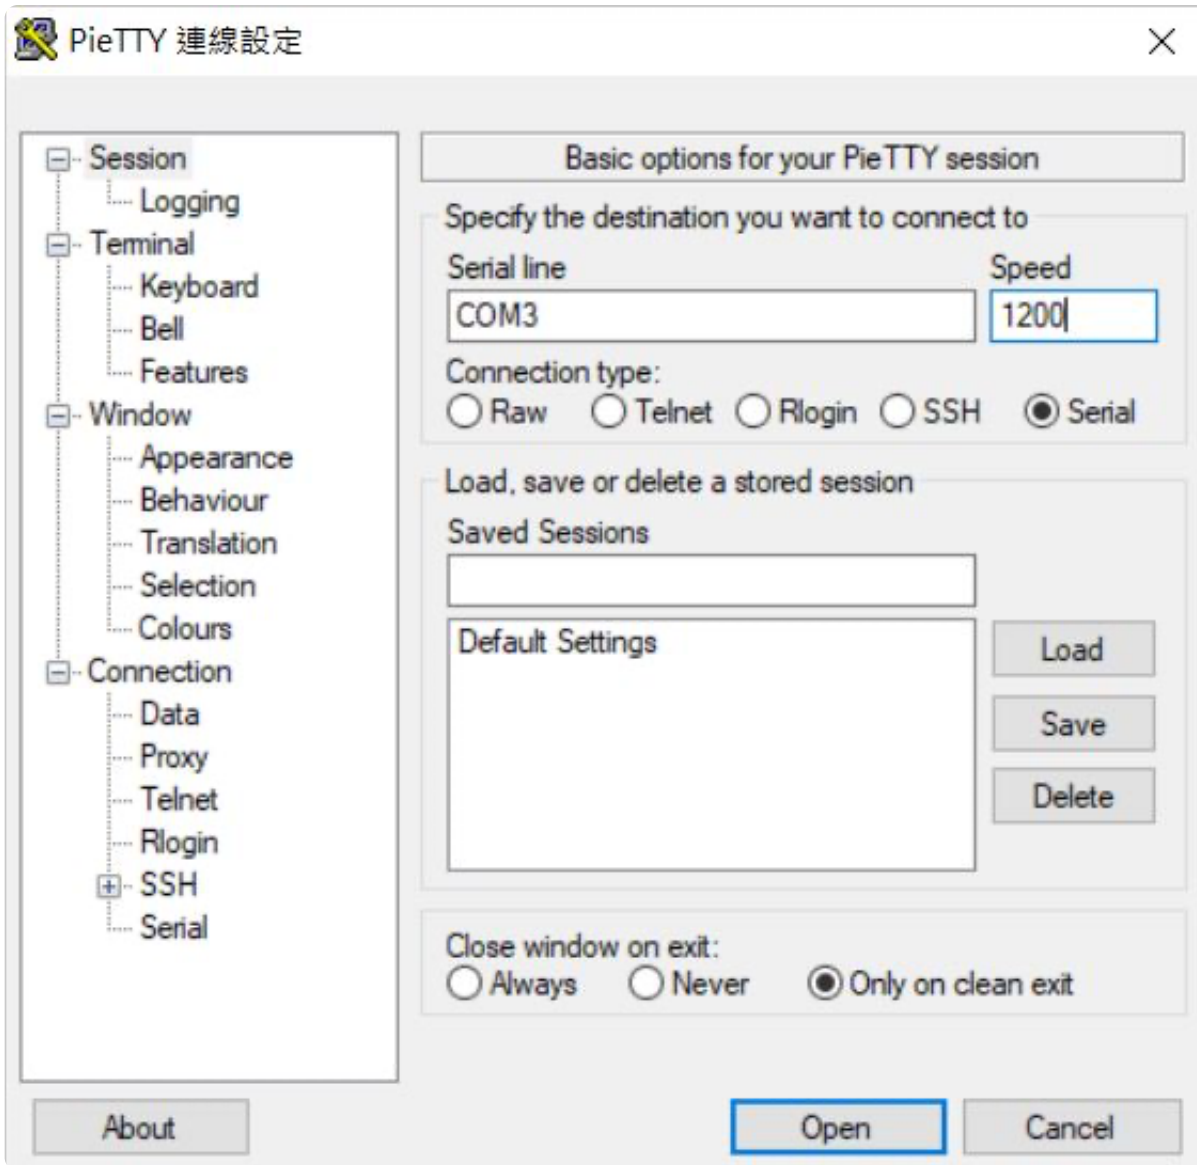 PieTTY 連線設定
Session
Logging
Terminal
Keyboard
Bell
Features
Window
Appearance
Behaviour
Translation
Selection
Colours
Connection
Data
Proxy
Telnet
Rlogin
SSH
Serial
Basic options for your PieTTY session
Specify the destination you want to connect to
Serial line Speed
COM3 1200
Connection type:
Raw Telnet Rlogin SSH Serial
Load, save or delete a stored session
Saved Sessions
Default Settings
Load
Save
Delete
Close window on exit:
Always Never Only on clean exit
About Open Cancel